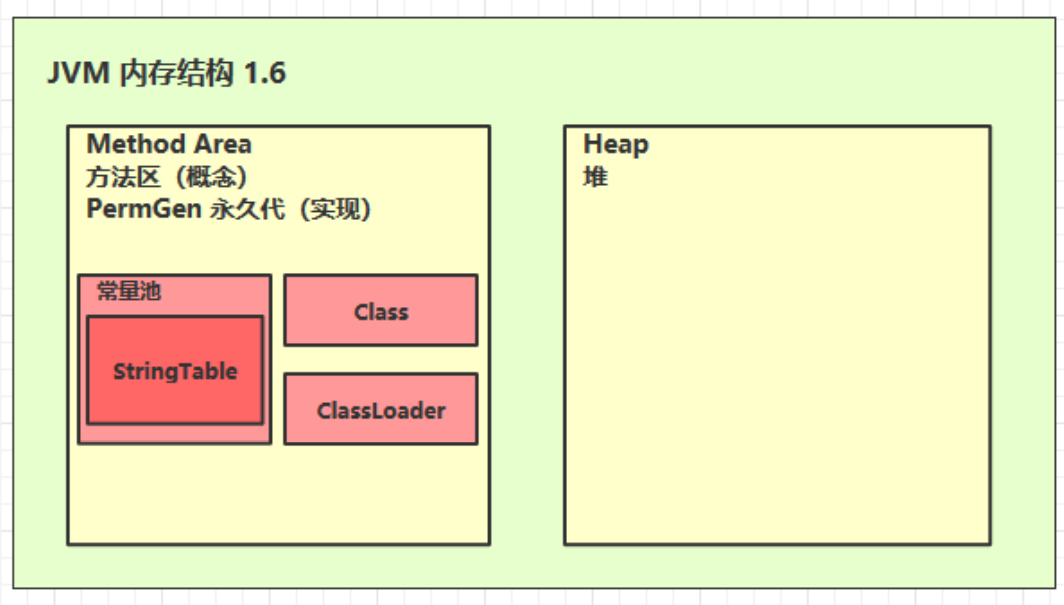 JVM 内存结构 1.6
Method Area
方法区（概念）
PermGen 永久代（实现）
常量池
StringTable
Class
ClassLoader
Heap
堆